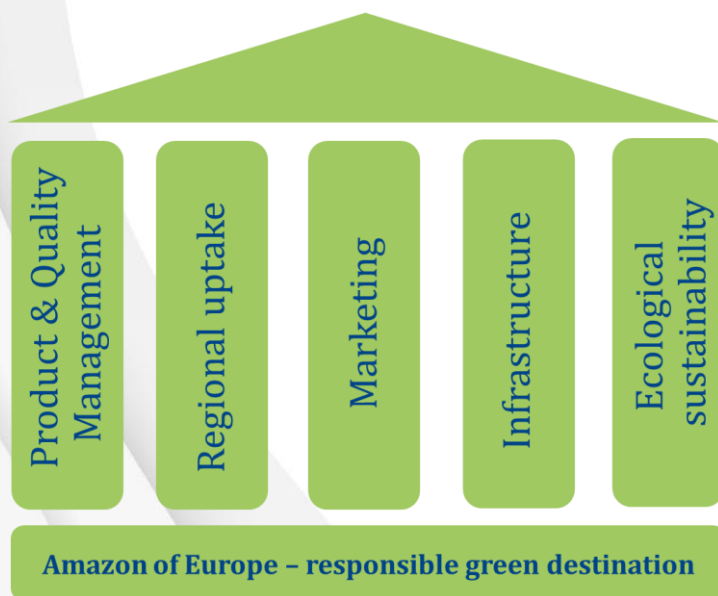 Product & Quality
Management
Regional uptake
Marketing
Infrastructure
Ecological
sustainability
Amazon of Europe – responsible green destination